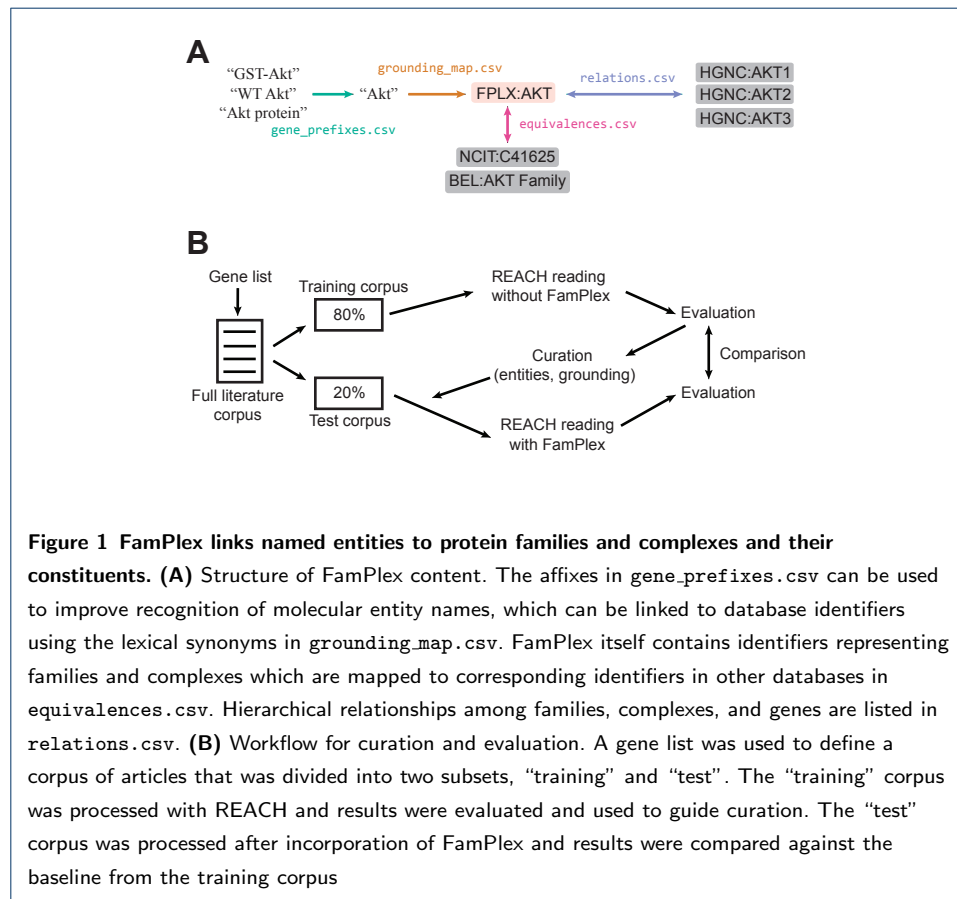 A
“GST-Akt”
“WT Akt”
“Akt protein”
gene_prefixes.csv
“Akt”
grounding_map.csv
FPLX:AKT
relations.csv
HGNC:AKT1
HGNC:AKT2
HGNC:AKT3
equivalences.csv
NCIT:C41625
BEL:AKT Family
B
Gene list
Full literature
corpus
Training corpus
80%
20%
Test corpus
REACH reading
without FamPlex
Evaluation
Curation
(entities, grounding)
Comparison
Evaluation
REACH reading
with FamPlex
Figure 1 FamPlex links named entities to protein families and complexes and their
constituents. (A) Structure of FamPlex content. The affixes in gene_prefixes.csv can be used
to improve recognition of molecular entity names, which can be linked to database identifiers
using the lexical synonyms in grounding_map.csv. FamPlex itself contains identifiers representing
families and complexes which are mapped to corresponding identifiers in other databases in
equivalences.csv. Hierarchical relationships among families, complexes, and genes are listed in
relations.csv. (B) Workflow for curation and evaluation. A gene list was used to define a
corpus of articles that was divided into two subsets, “training” and “test”. The “training” corpus
was processed with REACH and results were evaluated and used to guide curation. The “test”
corpus was processed after incorporation of FamPlex and results were compared against the
baseline from the training corpus